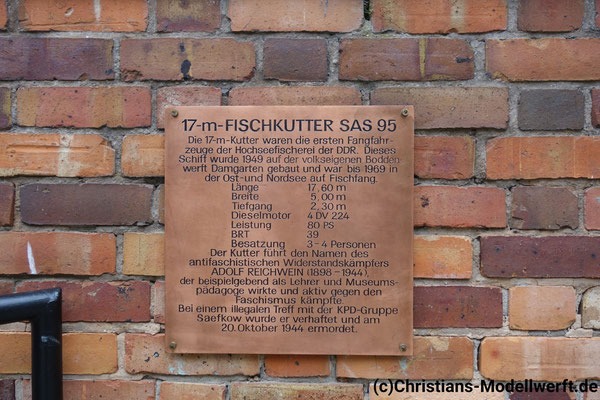 17-m-FISCHKUTTER SAS 95
Die 17-m-Kutter waren die ersten Fangfahr-
zeuge der Hochseefischerei der DDR. Dieses
Schiff wurde 1949 auf der volkseigenen Bodden-
werft Damgarten gebaut und war bis 1969 in
der Ost-und Nordsee auf Fischfang.
Länge 17,60 m
Breite 5,00 m
Tiefgang 2,30 m
Dieselmotor 4 DV 224
Leistung 80 PS
BRT 39
Besatzung 3-4 Personen
Der Kutter führt den Namen des
antifaschistischen Widerstandskämpfers
ADOLF REICHWEIN (1898-1944),
der beispielgebend als Lehrer und Museums-
pädagoge wirkte und aktiv gegen den
Faschismus kämpfte.
Bei einem illegalen Treff mit der KPD-Gruppe
Saefkow wurde er verhaftet und am
20. Oktober 1944 ermordet.
(c)Christians-Modellwerft.de